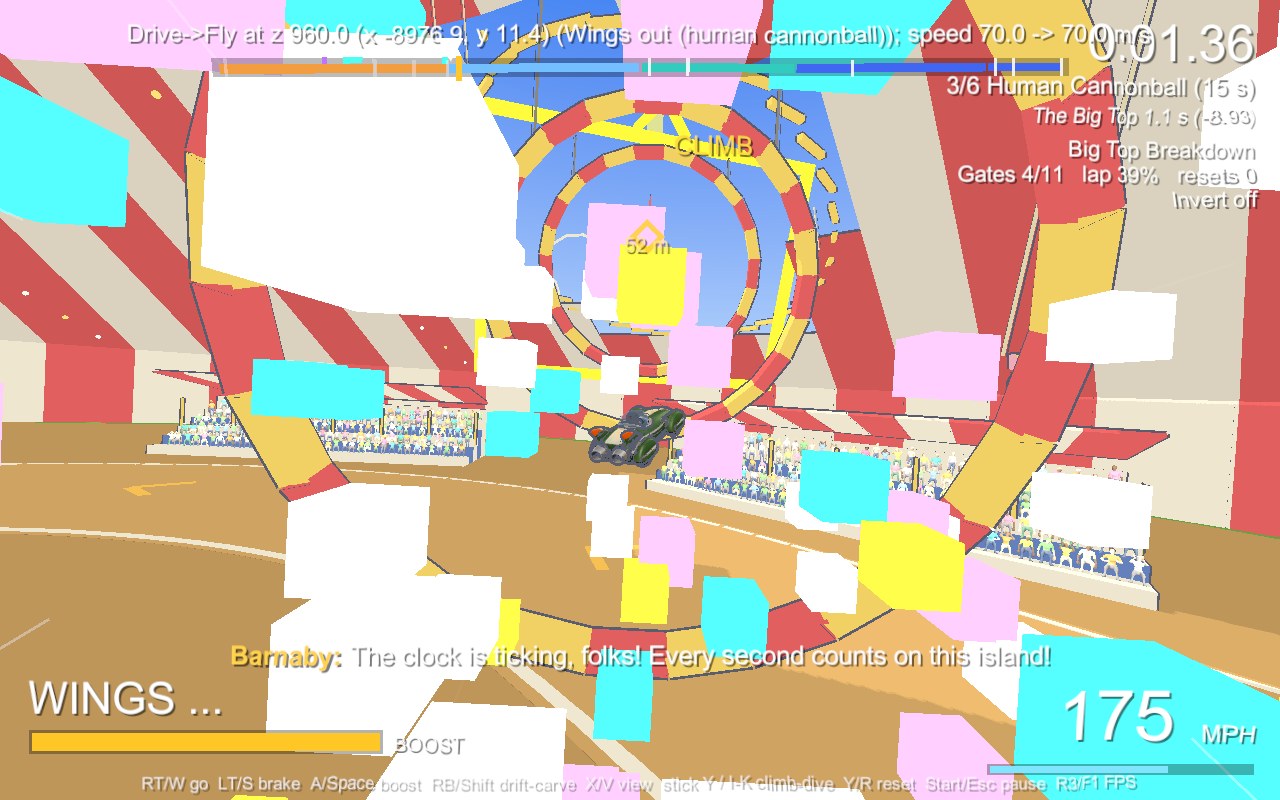 Drive->Fly at z 960.0 (x -8976.9, y 11.4) (Wings out (human cannonball)); speed 70.0 -> 70.0 m/s
0:01.36
3/6 Human Cannonball (15 s)
The Big Top 1.1 s (-8.93)
CLIMB
Big Top Breakdown
Gates 4/11 lap 39% resets 0
Invert off
52 m
Barnaby: The clock is ticking, folks! Every second counts on this island!
WINGS ...
175 MPH
BOOST
RT/W go LT/S brake A/Space boost RB/Shift drift-carve X/V view stick Y / I-K climb-dive Y/R reset Start/Esc pause R3/F1 FPS